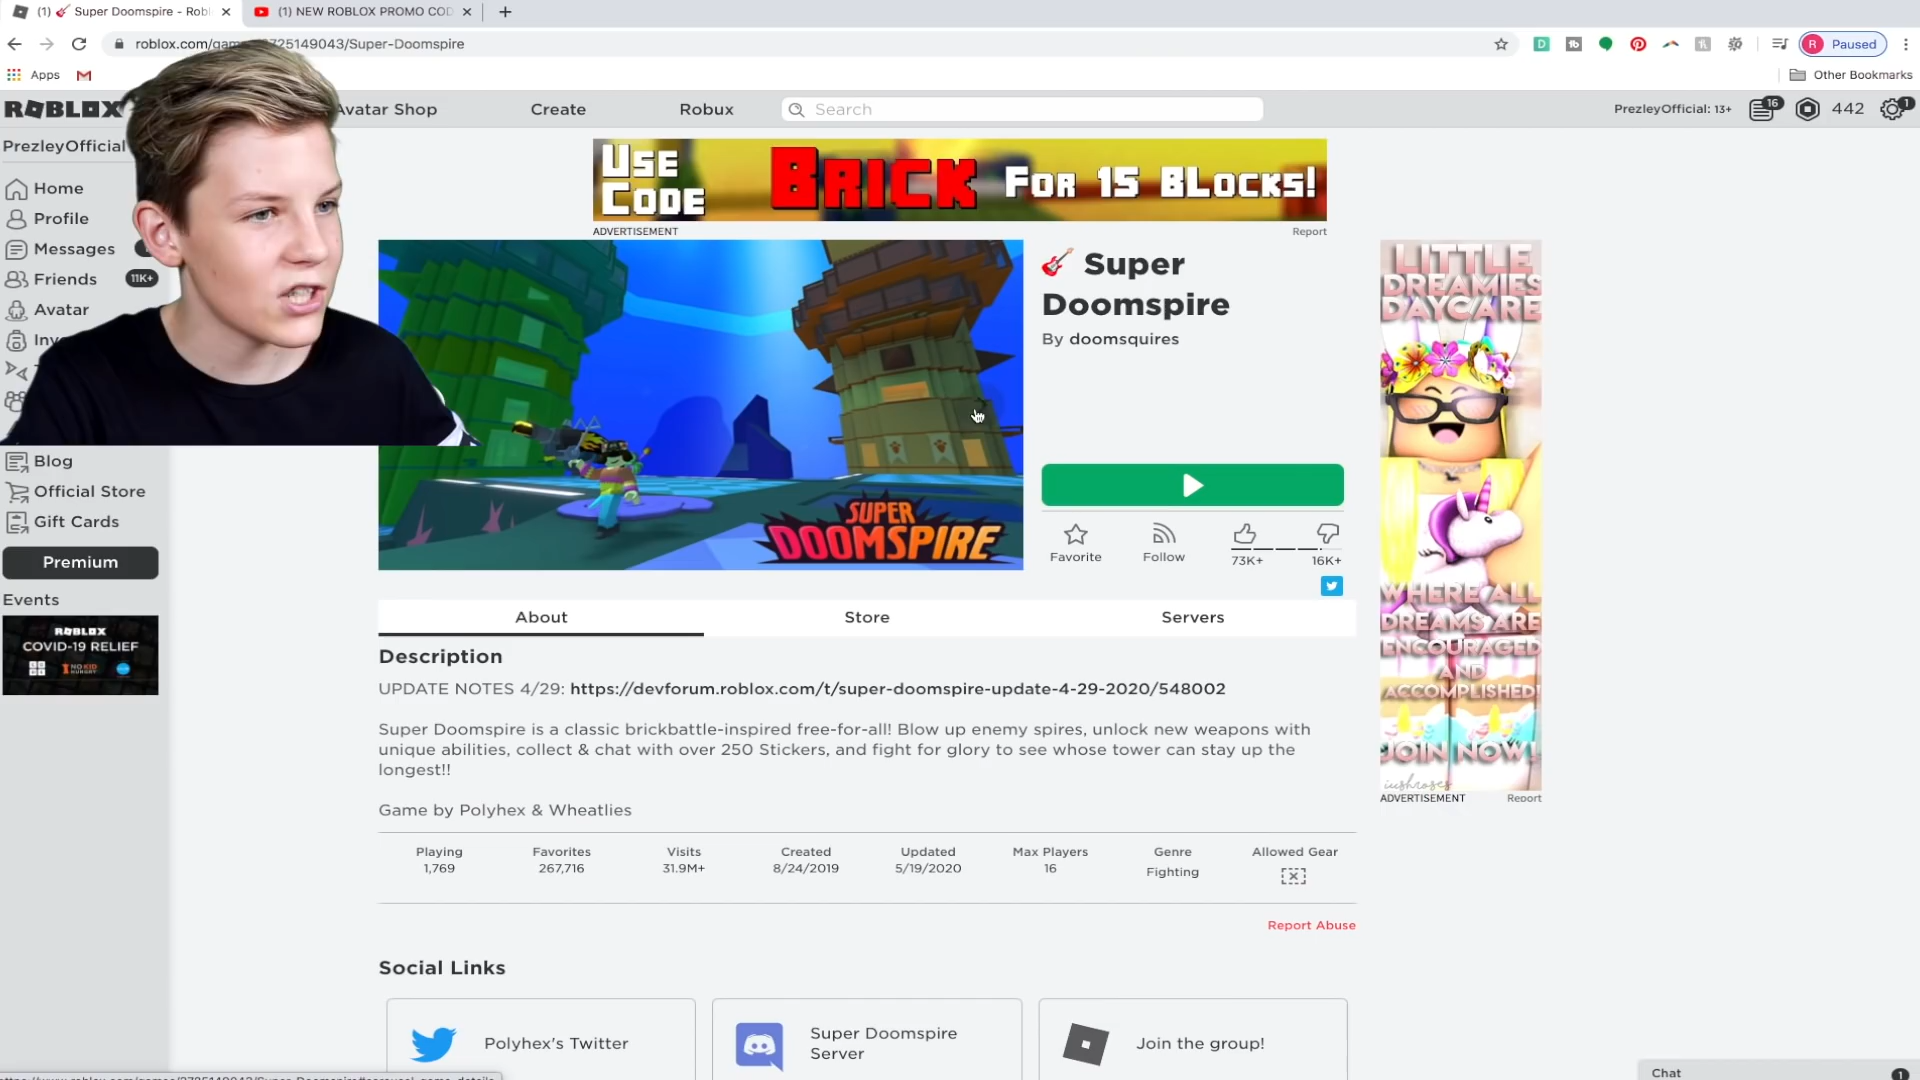 (1) 🎸 Super Doomspire - Rob
(1) NEW ROBLOX PROMO COD
roblox.com/gam 3725149043/Super-Doomspire
Paused
Apps
Other Bookmarks
ROBLOX
Avatar Shop
Create
Robux
Search
PrezleyOfficial: 13+
16
442
1
PrezleyOfficial
Home
Profile
Messages
Friends
11K+
Avatar
Blog
Official Store
Gift Cards
Premium
Events
ROBLOX
COVID-19 RELIEF
NO KID
HUNGRY
USE CODE BRICK FOR 15 BLOCKS!
ADVERTISEMENT
Report
SUPER
DOOMSPIRE
🎸 Super
Doomspire
By doomsquires
Favorite
Follow
73K+
16K+
About
Store
Servers
Description
UPDATE NOTES 4/29: https://devforum.roblox.com/t/super-doomspire-update-4-29-2020/548002
Super Doomspire is a classic brickbattle-inspired free-for-all! Blow up enemy spires, unlock new weapons with
unique abilities, collect & chat with over 250 Stickers, and fight for glory to see whose tower can stay up the
longest!!
Game by Polyhex & Wheatlies
Playing
1,769
Favorites
267,716
Visits
31.9M+
Created
8/24/2019
Updated
5/19/2020
Max Players
16
Genre
Fighting
Allowed Gear
Report Abuse
Social Links
Polyhex's Twitter
Super Doomspire
Server
Join the group!
LITTLE
DREAMIES
DAYCARE
WHERE ALL
DREAMS ARE
ENCOURAGED
AND
ACCOMPLISHED!
JOIN NOW!
ADVERTISEMENT
Report
Chat
1